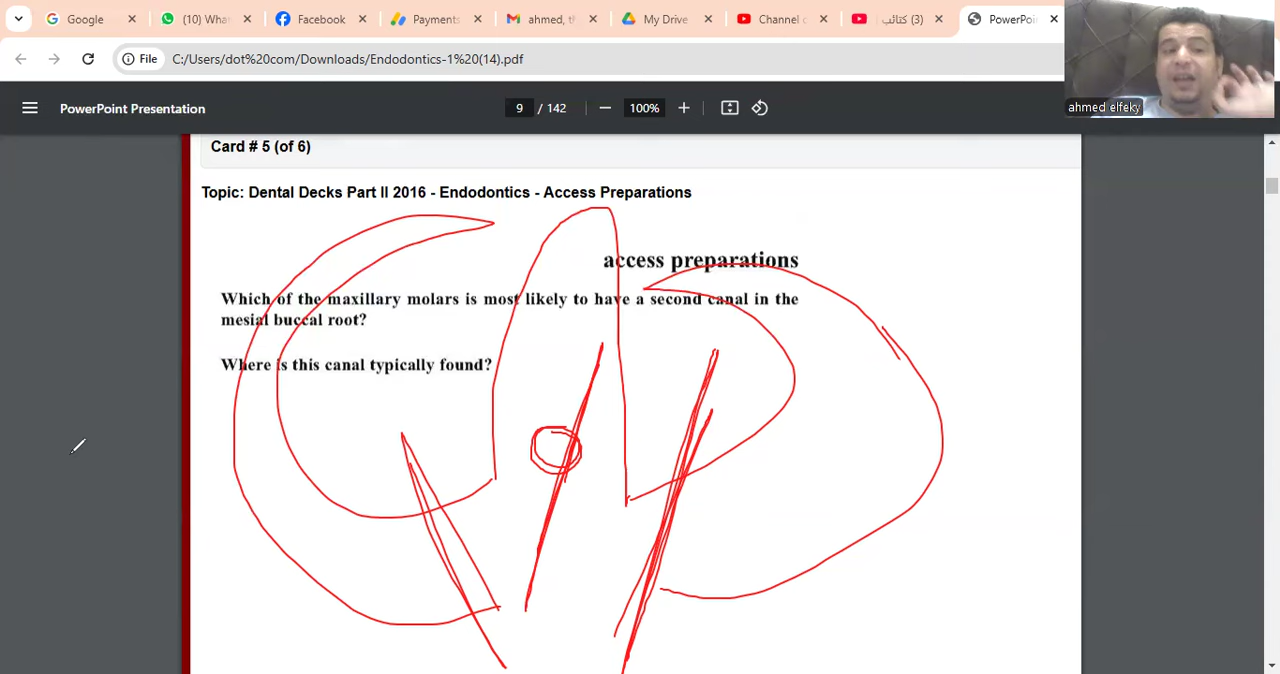 Google
(10) What
Facebook
Payments
ahmed, t
My Drive
Channel c
(3) كتائب
PowerPoi
File
C:/Users/dot%20com/Downloads/Endodontics-1%20(14).pdf
ahmed elfeky
PowerPoint Presentation
9 / 142
100%
Card # 5 (of 6)
Topic: Dental Decks Part II 2016 - Endodontics - Access Preparations
access preparations
Which of the maxillary molars is most likely to have a second canal in the
mesial buccal root?
Where is this canal typically found?